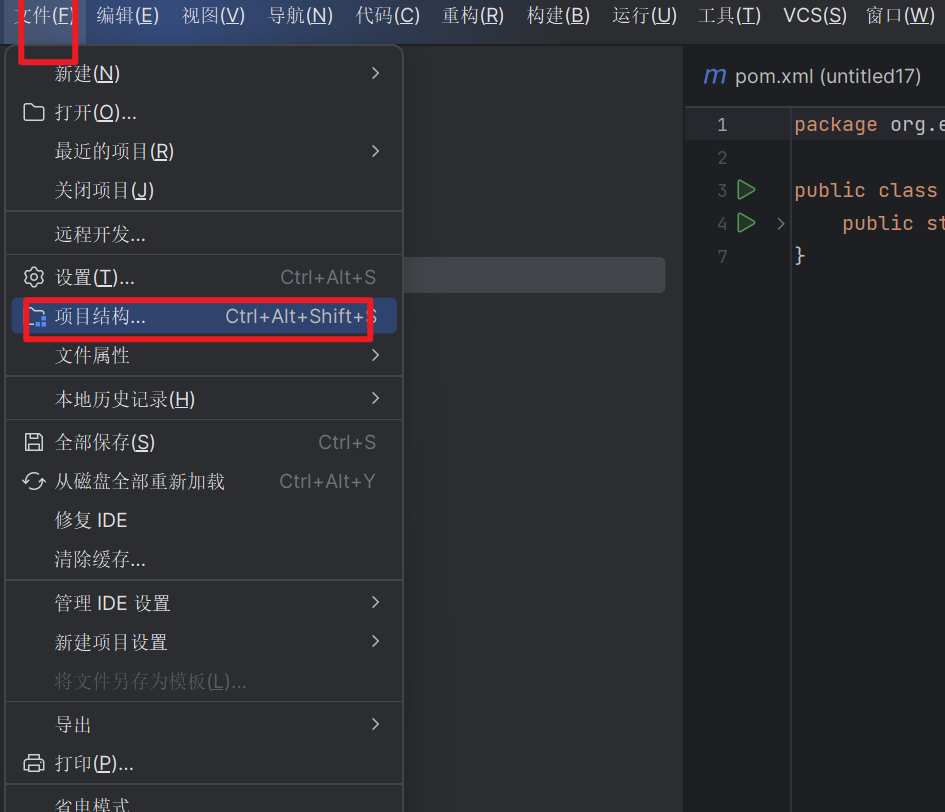 文件(F) 编辑(E) 视图(V) 导航(N) 代码(C) 重构(R) 构建(B) 运行(U) 工具(T) VCS(S) 窗口(W)
新建(N)
打开(O)...
最近的项目(R)
关闭项目(J)
远程开发...
设置(T)... Ctrl+Alt+S
项目结构... Ctrl+Alt+Shift+S
文件属性
本地历史记录(H)
全部保存(S) Ctrl+S
从磁盘全部重新加载 Ctrl+Alt+Y
修复 IDE
清除缓存...
管理 IDE 设置
新建项目设置
将文件另存为模板(L)...
导出
打印(P)...
省电模式
m pom.xml (untitled17)
1 package org.e
2
3 public class
4 public st
7 }